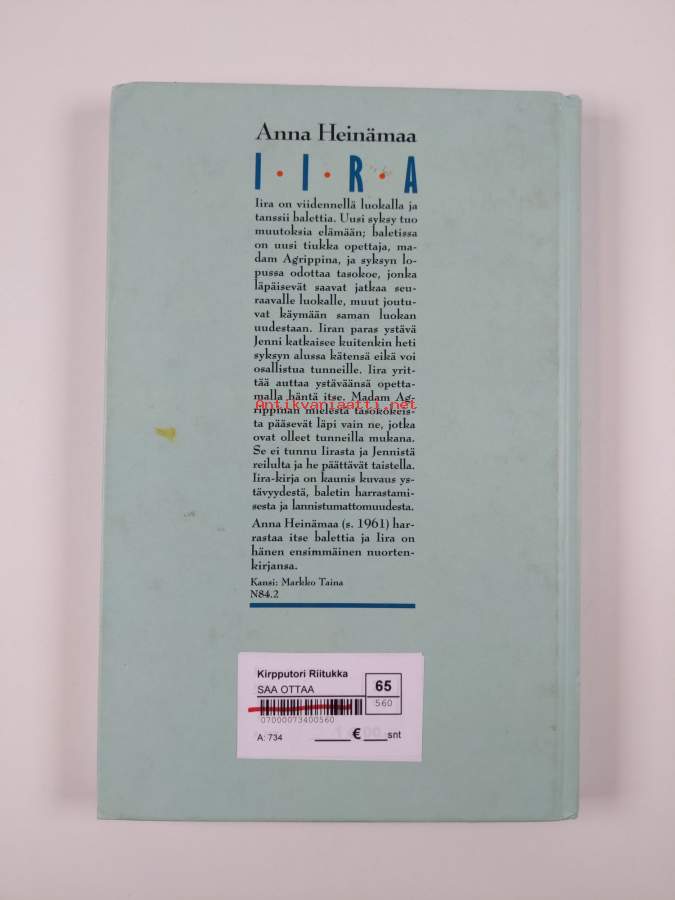 Anna Heinämaa
I·I·R·A
Iira on viidennellä luokalla ja
tanssii balettia. Uusi syksy tuo
muutoksia elämään; baletissa
on uusi tiukka opettaja, ma-
dam Agrippina, ja syksyn lo-
pussa odottaa tasokoe, jonka
läpäisevät saavat jatkaa seu-
raavalle luokalle, muut joutu-
vat käymään saman luokan
uudestaan. Iiran paras ystävä
Jenni katkaisee kuitenkin heti
syksyn alussa kätensä eikä voi
osallistua tunneille. Iira yrit-
tää auttaa ystäväänsä opetta-
malla häntä itse. Madam Ag-
Antikvariaatti.net
rippinan mielestä tasokokeis-
ta pääsevät läpi vain ne, jotka
ovat olleet tunneilla mukana.
Se ei tunnu Iirasta ja Jennistä
reilulta ja he päättävät taistella.
Iira-kirja on kaunis kuvaus ys-
tävyydestä, baletin harrastami-
sesta ja lannistumattomuudesta.
Anna Heinämaa (s. 1961) har-
rastaa itse balettia ja Iira on
hänen ensimmäinen nuorten-
kirjansa.
Kansi: Markko Taina
N84.2
Kirpputori Riitukka
SAA OTTAA
65
560
07000073400560
A: 734
€ snt